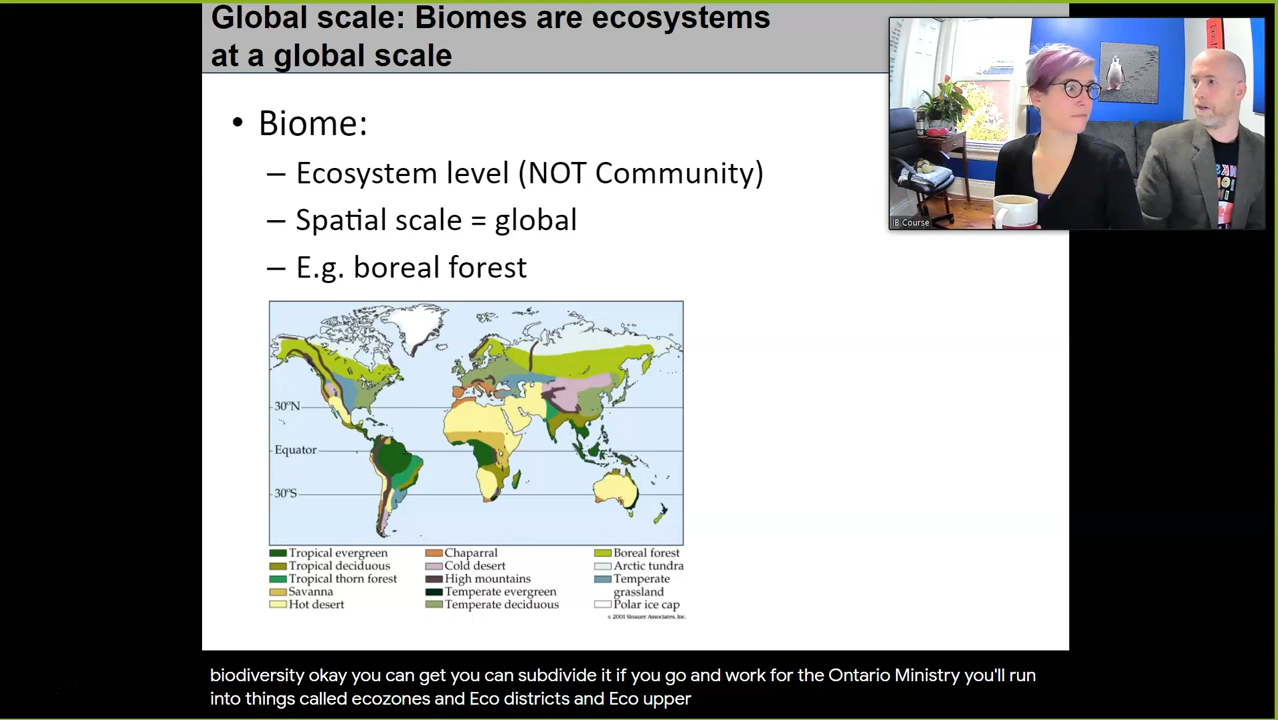 Global scale: Biomes are ecosystems
at a global scale
• Biome:
– Ecosystem level (NOT Community)
– Spatial scale = global
– E.g. boreal forest
30°N
Equator
30°S
Tropical evergreen
Tropical deciduous
Tropical thorn forest
Savanna
Hot desert
Chaparral
Cold desert
High mountains
Temperate evergreen
Temperate deciduous
Boreal forest
Arctic tundra
Temperate
grassland
Polar ice cap
© 2001 Sinauer Associates, Inc.
IB Course
biodiversity okay you can get you can subdivide it if you go and work for the Ontario Ministry you'll run
into things called ecozones and Eco districts and Eco upper